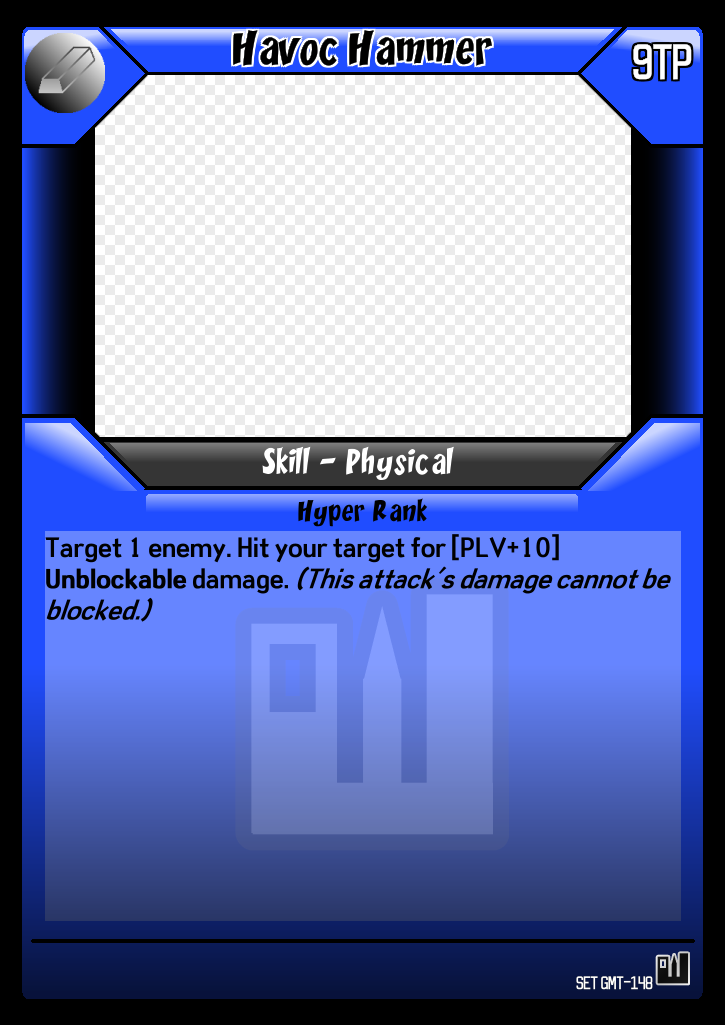 Havoc Hammer
9TP
Skill - Physical
Hyper Rank
Target 1 enemy. Hit your target for [PLV+10]
Unblockable damage. (This attack's damage cannot be
blocked.)
SET GMT-148